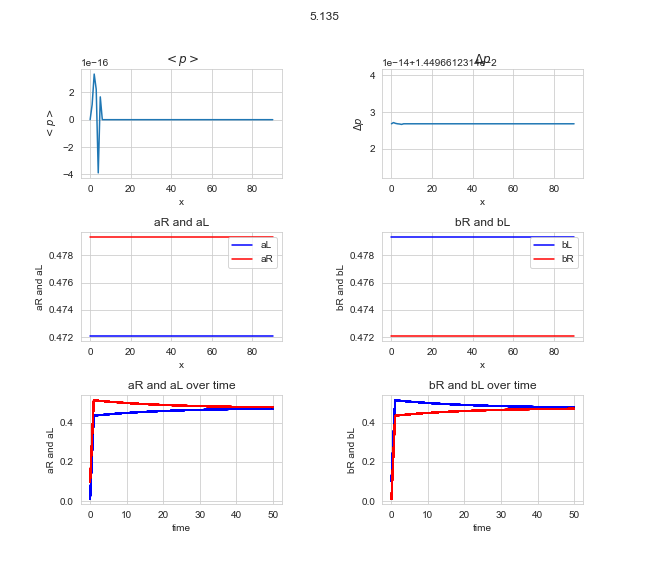 5.135
< p >
Δp
1e−16
1e−14+1.4496612314e−2
< p >
2
0
−2
−4
0 20 40 60 80
x
Δp
4
3
2
0 20 40 60 80
x
aR and aL
bR and bL
aR and aL
0.478
0.476
0.474
0.472
aL
aR
0 20 40 60 80
x
bR and bL
0.478
0.476
0.474
0.472
bL
bR
0 20 40 60 80
x
aR and aL over time
bR and bL over time
aR and aL
0.4
0.2
0.0
0 10 20 30 40 50
time
bR and bL
0.4
0.2
0.0
0 10 20 30 40 50
time